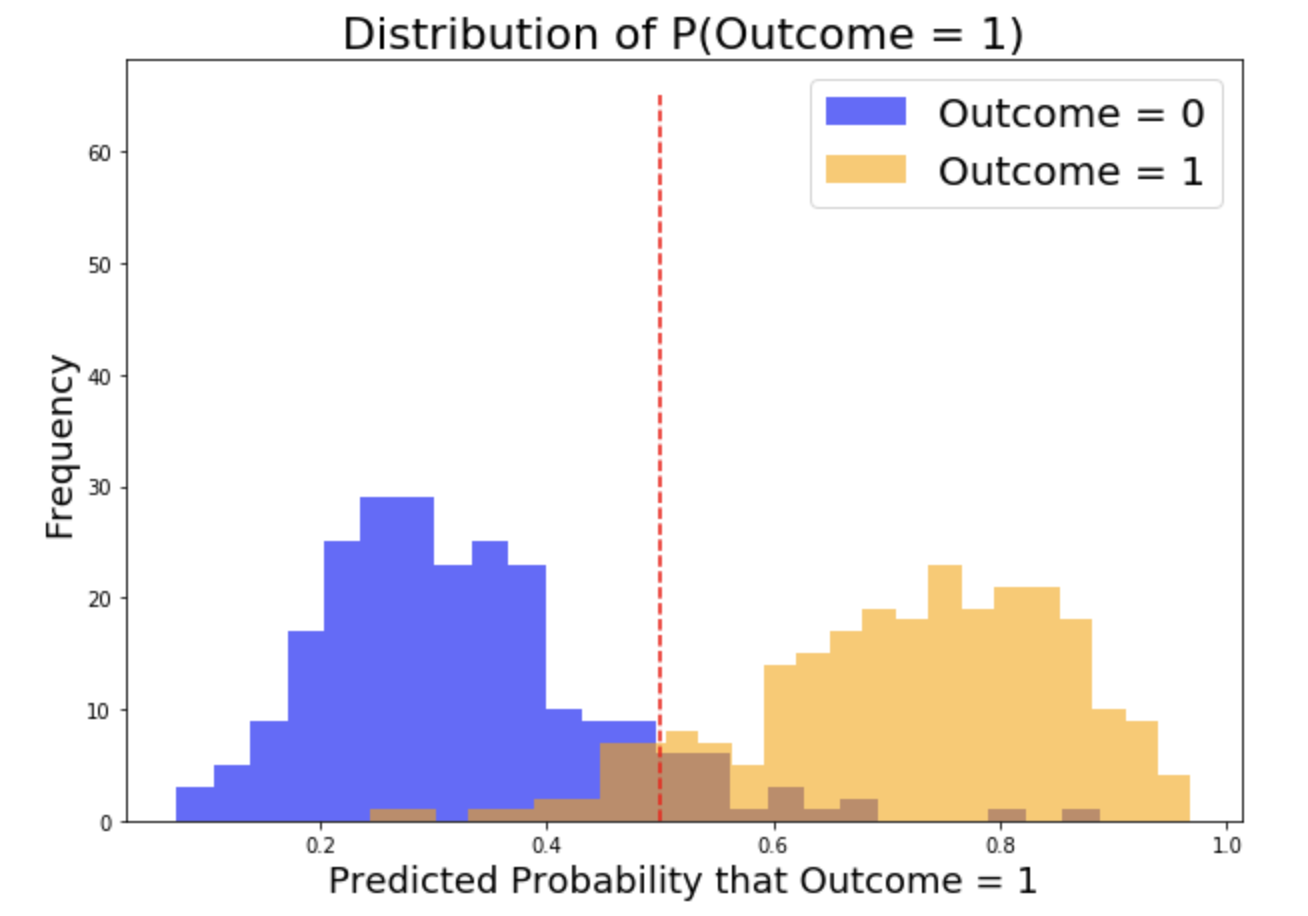 Distribution of P(Outcome = 1)
Outcome = 0
Outcome = 1
60
50
40
30
20
10
0
Frequency
0.2 0.4 0.6 0.8 1.0
Predicted Probability that Outcome = 1